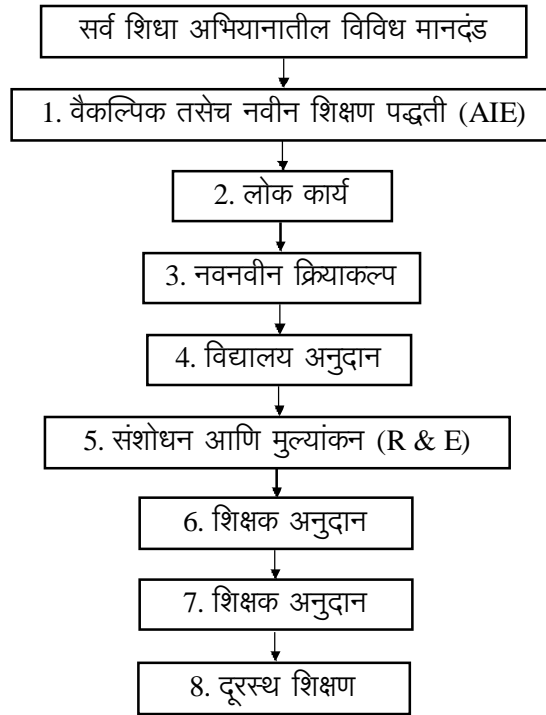 सर्व शिधा अभियानातील विविध मानदंड
1. वैकल्पिक तसेच नवीन शिक्षण पद्धती (AIE)
2. लोक कार्य
3. नवनवीन क्रियाकल्प
4. विद्यालय अनुदान
5. संशोधन आणि मुल्यांकन (R & E)
6. शिक्षक अनुदान
7. शिक्षक अनुदान
8. दूरस्थ शिक्षण